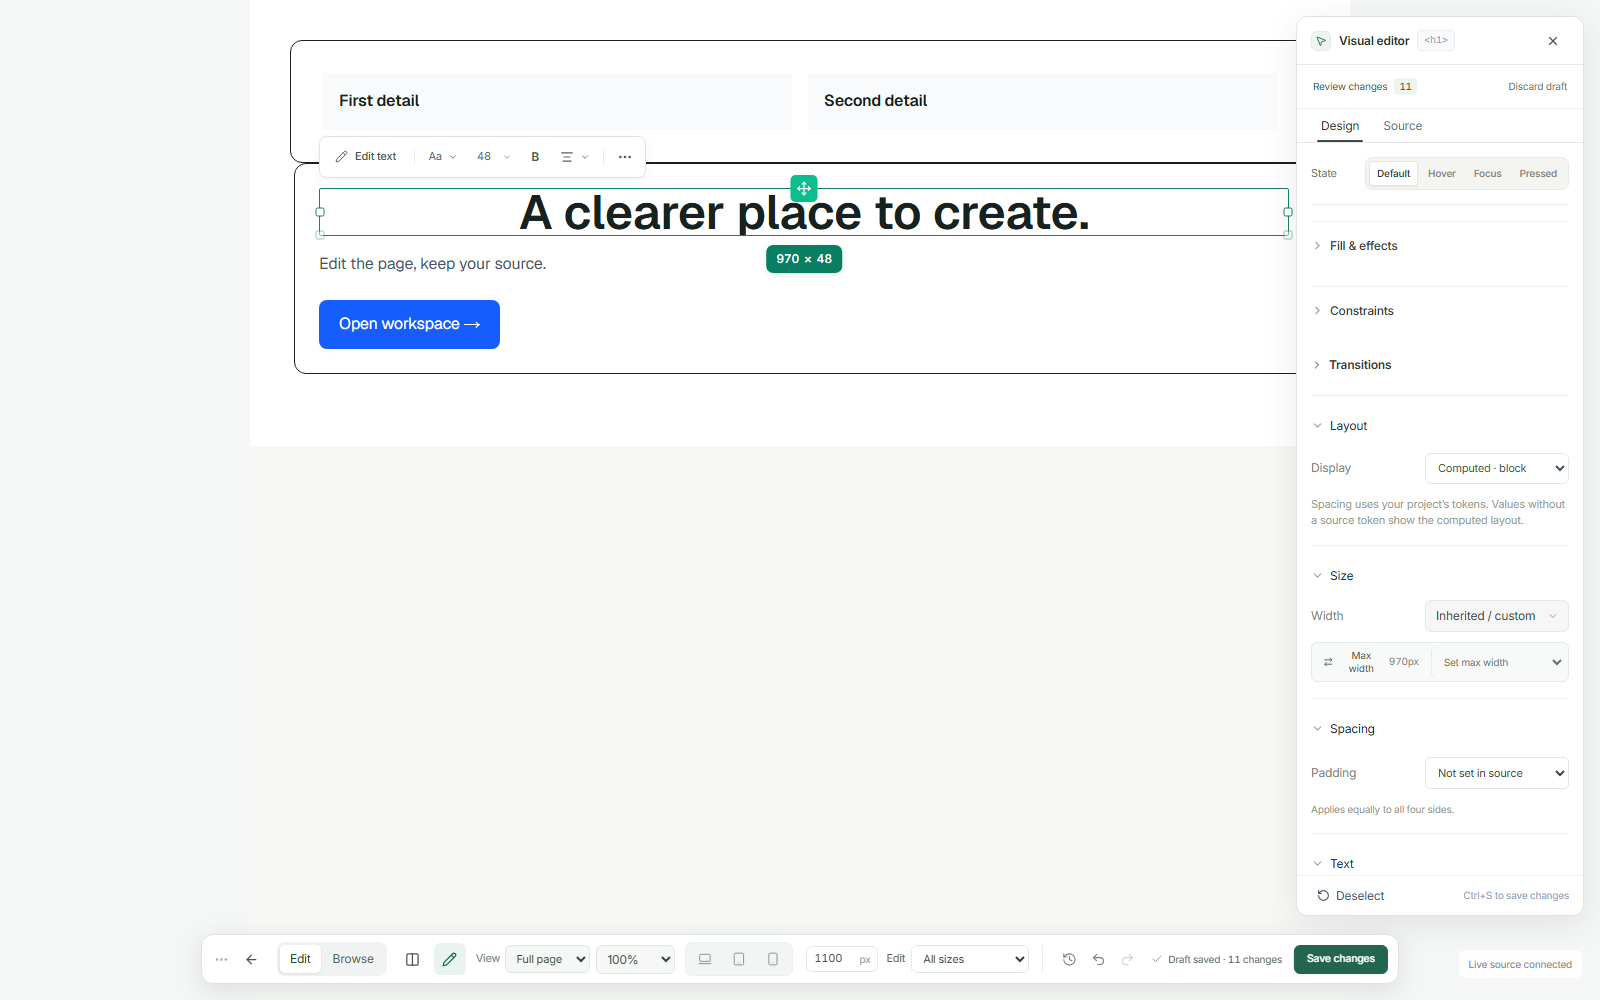 First detail
Second detail
Edit text
Aa
48
B
A clearer place to create.
970 × 48
Edit the page, keep your source.
Open workspace →
Visual editor
<h1>
Review changes 11
Discard draft
Design
Source
State
Default
Hover
Focus
Pressed
Fill & effects
Constraints
Transitions
Layout
Display
Computed · block
Spacing uses your project's tokens. Values without
a source token show the computed layout.
Size
Width
Inherited / custom
Max
width
970px
Set max width
Spacing
Padding
Not set in source
Applies equally to all four sides.
Text
Deselect
Ctrl+S to save changes
Edit
Browse
View
Full page
100%
1100 px
Edit
All sizes
Draft saved · 11 changes
Save changes
Live source connected